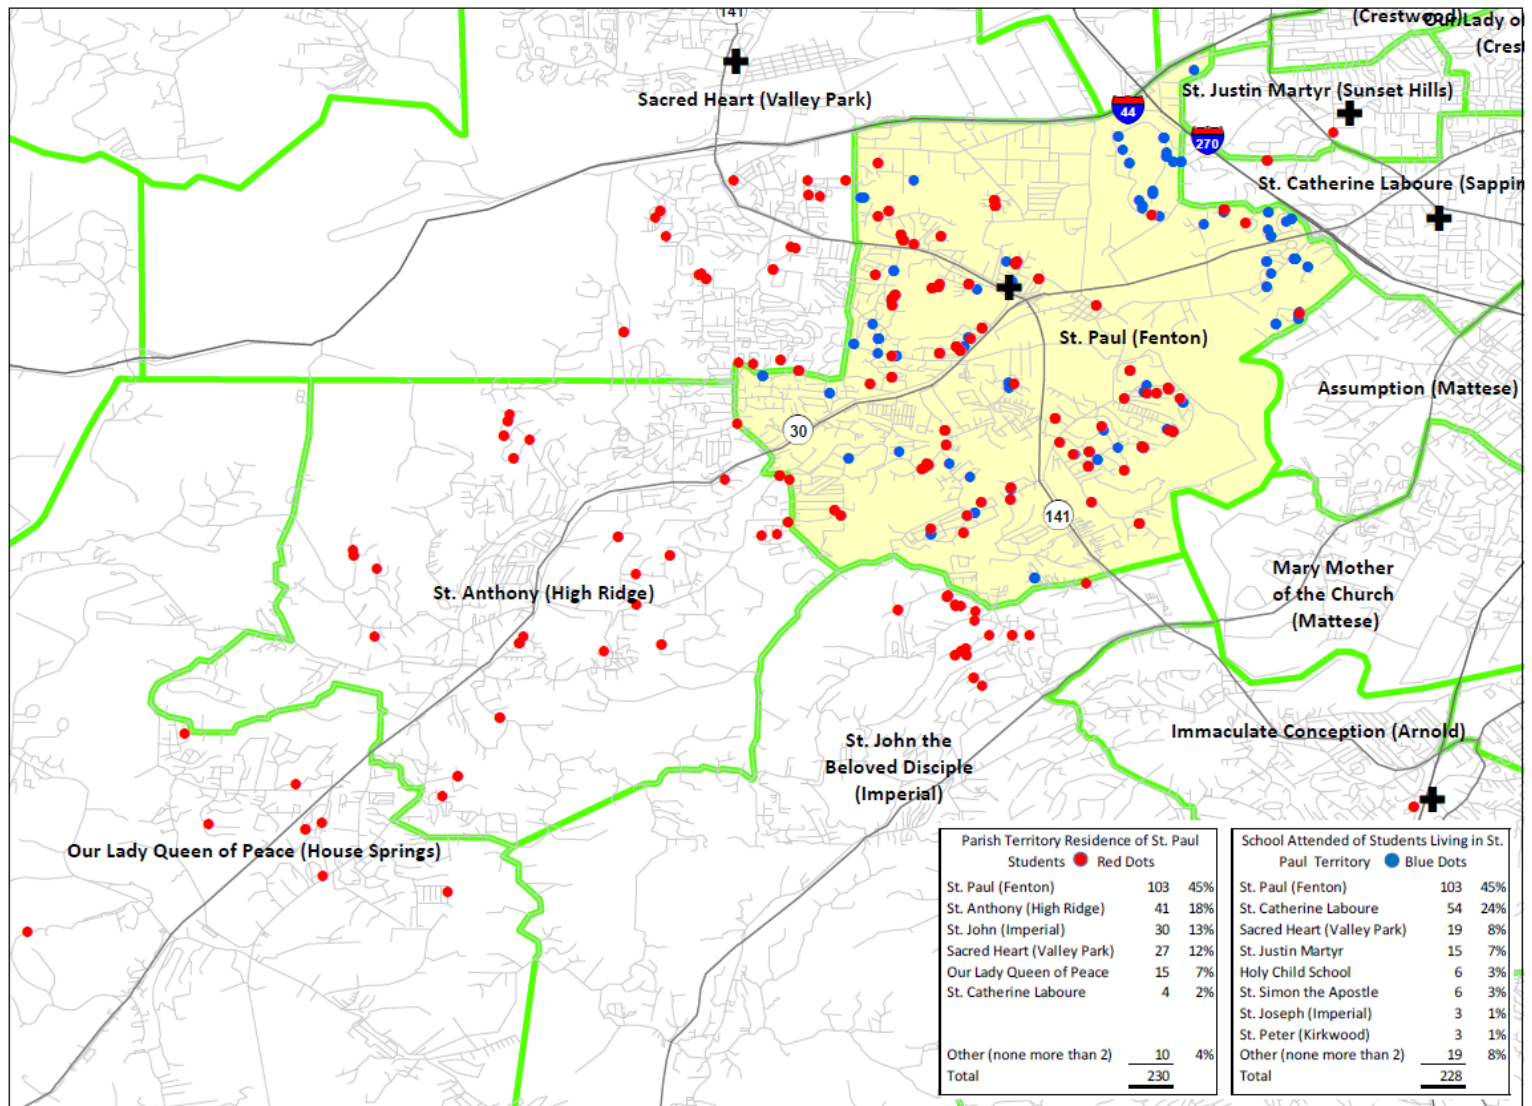 141
(Crestwood)
Our Lady of
(Crest
Sacred Heart (Valley Park)
St. Justin Martyr (Sunset Hills)
44
270
St. Catherine Laboure (Sappin
St. Paul (Fenton)
Assumption (Mattese)
30
141
St. Anthony (High Ridge)
Mary Mother
of the Church
(Mattese)
St. John the
Beloved Disciple
(Imperial)
Immaculate Conception (Arnold)
Our Lady Queen of Peace (House Springs)
Parish Territory Residence of St. Paul
Students Red Dots
St. Paul (Fenton) 103 45%
St. Anthony (High Ridge) 41 18%
St. John (Imperial) 30 13%
Sacred Heart (Valley Park) 27 12%
Our Lady Queen of Peace 15 7%
St. Catherine Laboure 4 2%
Other (none more than 2) 10 4%
Total 230
School Attended of Students Living in St.
Paul Territory Blue Dots
St. Paul (Fenton) 103 45%
St. Catherine Laboure 54 24%
Sacred Heart (Valley Park) 19 8%
St. Justin Martyr 15 7%
Holy Child School 6 3%
St. Simon the Apostle 6 3%
St. Joseph (Imperial) 3 1%
St. Peter (Kirkwood) 3 1%
Other (none more than 2) 19 8%
Total 228